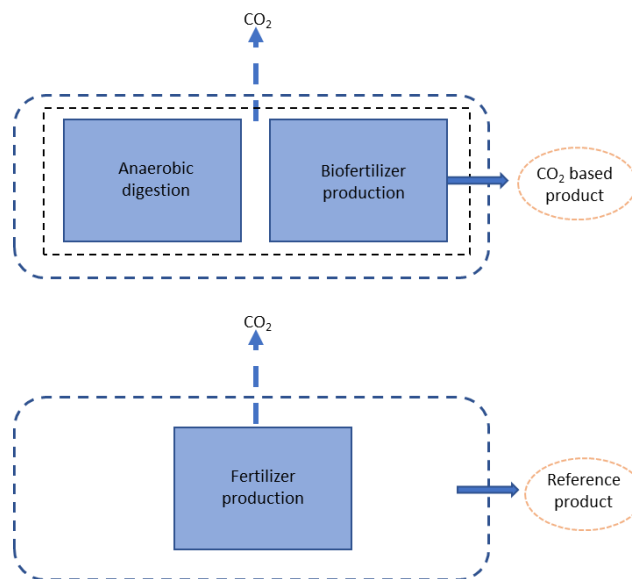 CO₂
Anaerobic
digestion
Biofertilizer
production
CO₂ based
product
CO₂
Fertilizer
production
Reference
product